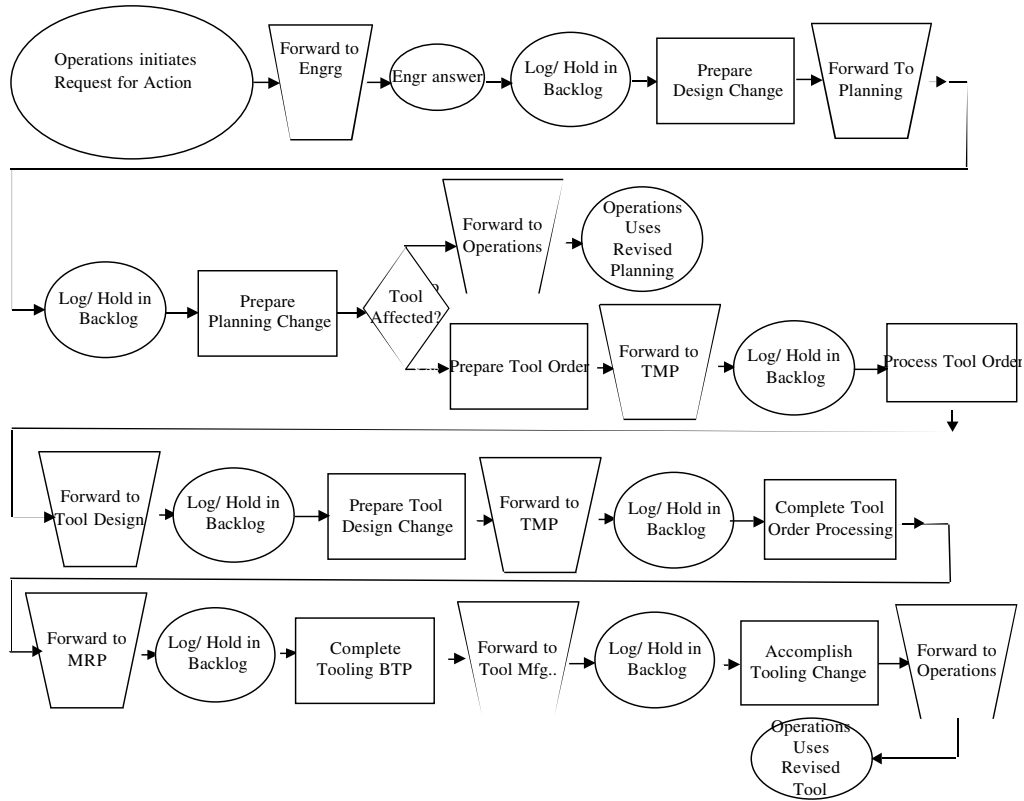 Operations initiates
Request for Action
Forward to
Engrg
Engr answer
Log/ Hold in
Backlog
Prepare
Design Change
Forward To
Planning
Log/ Hold in
Backlog
Prepare
Planning Change
Tool
Affected?
?
Forward to
Operations
Operations
Uses
Revised
Planning
Prepare Tool Order
Forward to
TMP
Log/ Hold in
Backlog
Process Tool Order
Forward to
Tool Design
Log/ Hold in
Backlog
Prepare Tool
Design Change
Forward to
TMP
Log/ Hold in
Backlog
Complete Tool
Order Processing
Forward to
MRP
Log/ Hold in
Backlog
Complete
Tooling BTP
Forward to
Tool Mfg..
Log/ Hold in
Backlog
Accomplish
Tooling Change
Forward to
Operations
Operations
Uses
Revised
Tool